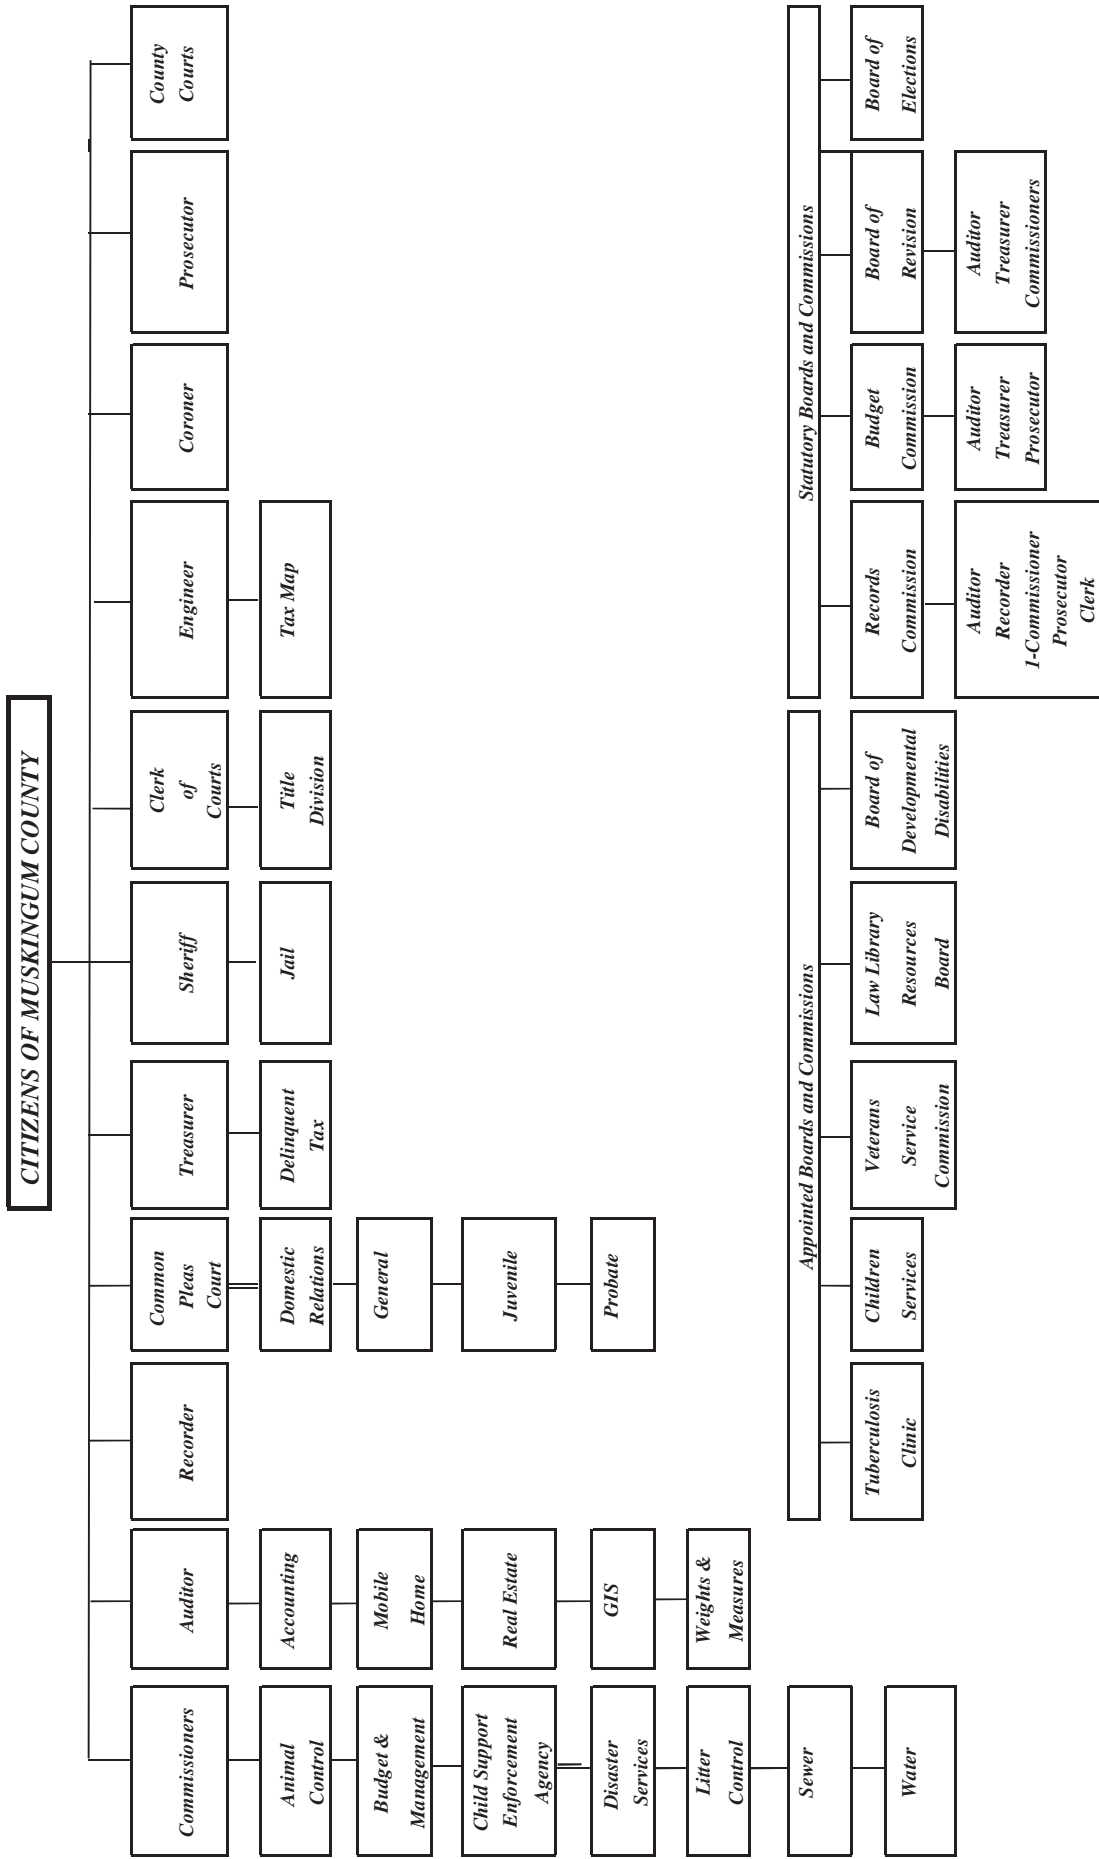 CITIZENS OF MUSKINGUM COUNTY
Commissioners
Animal
Control
Budget &
Management
Child Support
Enforcement
Agency
Disaster
Services
Litter
Control
Sewer
Water
Auditor
Accounting
Mobile
Home
Real Estate
GIS
Weights &
Measures
Recorder
Common
Pleas
Court
Domestic
Relations
General
Juvenile
Probate
Treasurer
Delinquent
Tax
Sheriff
Jail
Clerk
of
Courts
Title
Division
Engineer
Tax Map
Coroner
Prosecutor
County
Courts
Appointed Boards and Commissions
Tuberculosis
Clinic
Children
Services
Veterans
Service
Commission
Law Library
Resources
Board
Board of
Developmental
Disabilities
Statutory Boards and Commissions
Records
Commission
Auditor
Recorder
1-Commissioner
Prosecutor
Clerk
Budget
Commission
Auditor
Treasurer
Prosecutor
Board of
Revision
Auditor
Treasurer
Commissioners
Board of
Elections